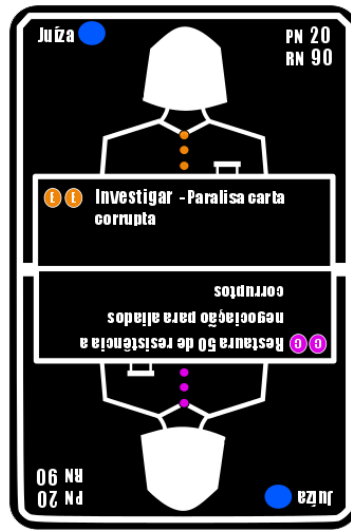 Juíza
PN 20
RN 90
E E Investigar - Paralisa carta
corrupta
C C Restaura 50 de resistência a
negociação para aliados
corruptos
Juíza
PN 20
RN 90